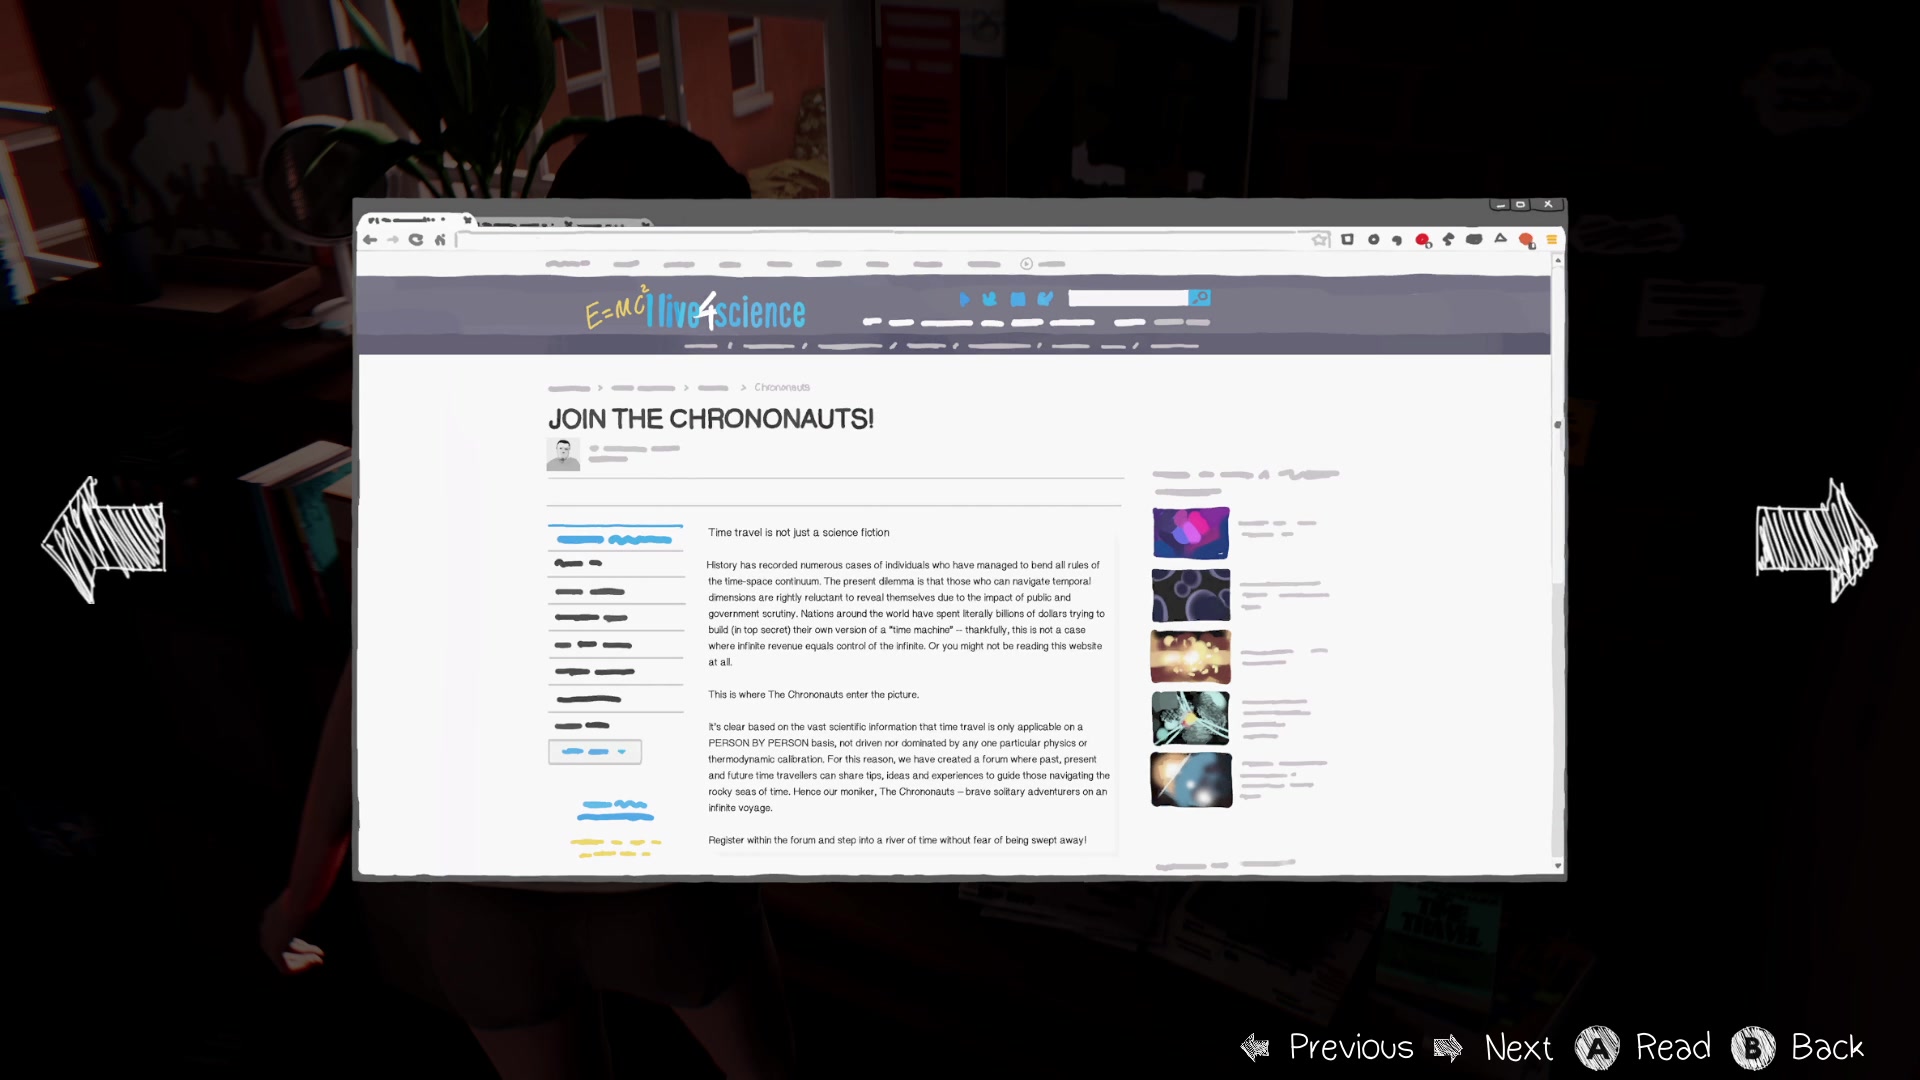 E=MC²
I live4science
Chrononauts
JOIN THE CHRONONAUTS!
Time travel is not just a science fiction
History has recorded numerous cases of individuals who have managed to bend all rules of
the time-space continuum. The present dilemma is that those who can navigate temporal
dimensions are rightly reluctant to reveal themselves due to the impact of public and
government scrutiny. Nations around the world have spent literally billions of dollars trying to
build (in top secret) their own version of a "time machine" -- thankfully, this is not a case
where infinite revenue equals control of the infinite. Or you might not be reading this website
at all.
This is where The Chrononauts enter the picture.
It's clear based on the vast scientific information that time travel is only applicable on a
PERSON BY PERSON basis, not driven nor dominated by any one particular physics or
thermodynamic calibration. For this reason, we have created a forum where past, present
and future time travellers can share tips, ideas and experiences to guide those navigating the
rocky seas of time. Hence our moniker, The Chrononauts – brave solitary adventurers on an
infinite voyage.
Register within the forum and step into a river of time without fear of being swept away!
TIME
TRAVEL
Previous Next A Read B Back